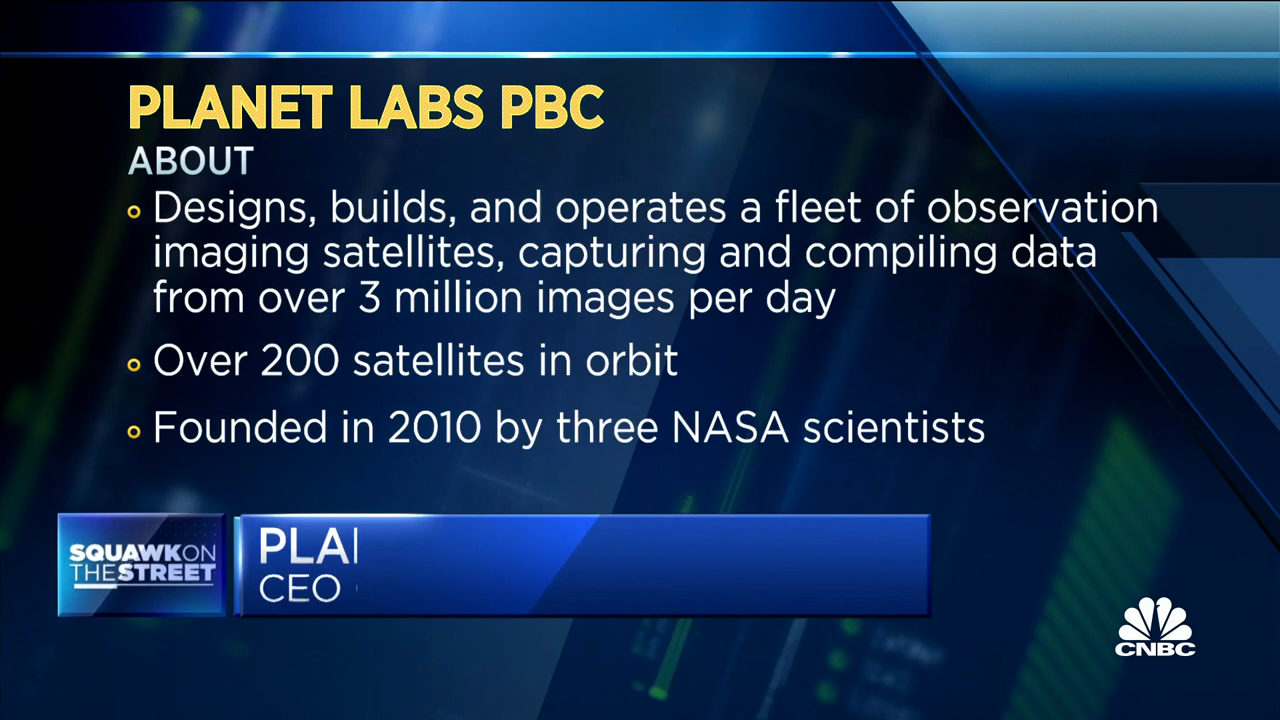 PLANET LABS PBC
ABOUT
Designs, builds, and operates a fleet of observation
imaging satellites, capturing and compiling data
from over 3 million images per day
Over 200 satellites in orbit
Founded in 2010 by three NASA scientists
SQUAWK ON
THE STREET
PLA
CEO
CNBC